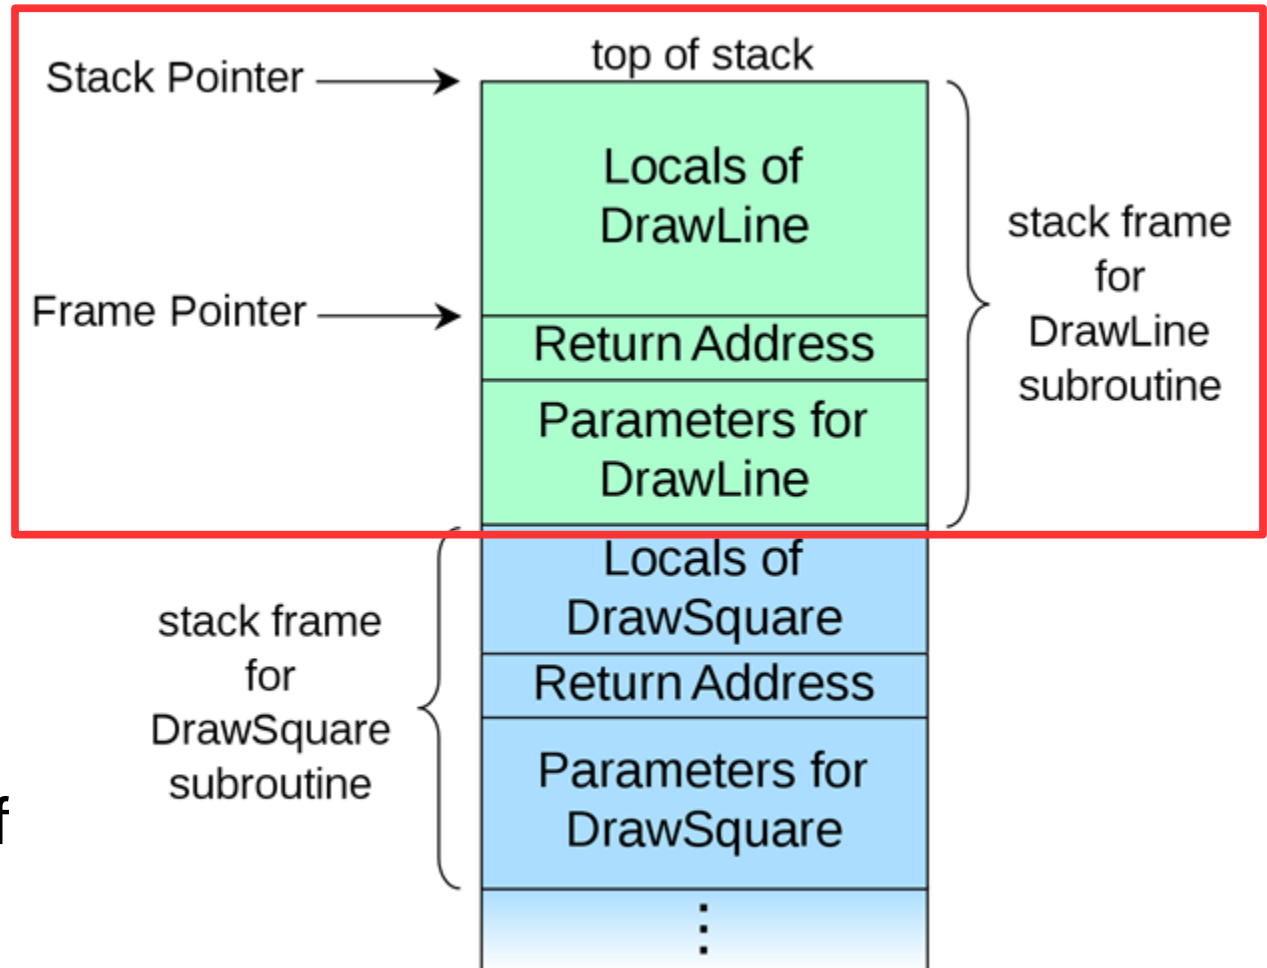 top of stack
Stack Pointer
Locals of
DrawLine
stack frame
for
DrawLine
subroutine
Frame Pointer
Return Address
Parameters for
DrawLine
Locals of
DrawSquare
stack frame
for
DrawSquare
subroutine
Return Address
Parameters for
DrawSquare
f
⋮